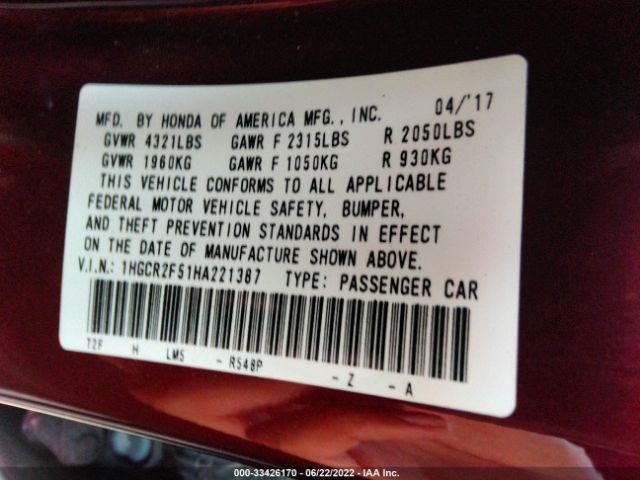 MFD. BY HONDA OF AMERICA MFG., INC. 04/'17
GVWR 4321LBS GAWR F 2315LBS R 2050LBS
GVWR 1960KG GAWR F 1050KG R 930KG
THIS VEHICLE CONFORMS TO ALL APPLICABLE
FEDERAL MOTOR VEHICLE SAFETY, BUMPER,
AND THEFT PREVENTION STANDARDS IN EFFECT
ON THE DATE OF MANUFACTURE SHOWN ABOVE.
V.I.N.: 1HGCR2F51HA221387 TYPE: PASSENGER CAR
T2F H LM5 - R548P - Z - A
000-33426170 - 06/22/2022 - IAA Inc.